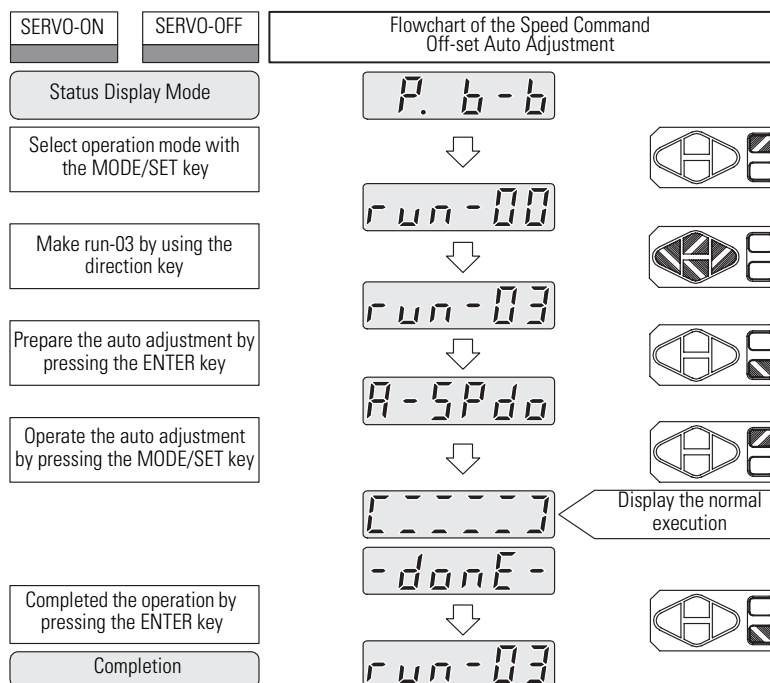 SERVO-ON
SERVO-OFF
Flowchart of the Speed Command
Off-set Auto Adjustment
Status Display Mode
P. b-b
Select operation mode with
the MODE/SET key
run-00
Make run-03 by using the
direction key
run-03
Prepare the auto adjustment by
pressing the ENTER key
A-SPdo
Operate the auto adjustment
by pressing the MODE/SET key
Display the normal
execution
-donE-
Completed the operation by
pressing the ENTER key
Completion
run-03